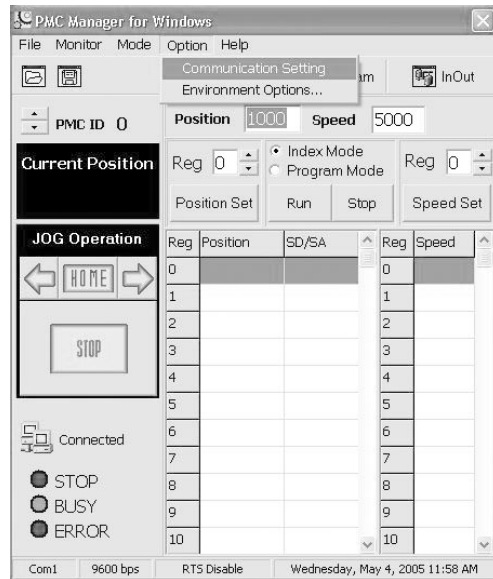 PMC Manager for Windows
File Monitor Mode Option Help
Communication Setting
Environment Options...
InOut
PMC ID 0
Position 1000 Speed 5000
Current Position
Reg 0
Index Mode
Program Mode
Reg 0
Position Set Run Stop Speed Set
JOG Operation
HOME
STOP
Reg Position SD/SA Reg Speed
0 0
1 1
2 2
3 3
4 4
5 5
6 6
7 7
8 8
9 9
10 10
Connected
STOP
BUSY
ERROR
Com1 9600 bps RTS Disable Wednesday, May 4, 2005 11:58 AM